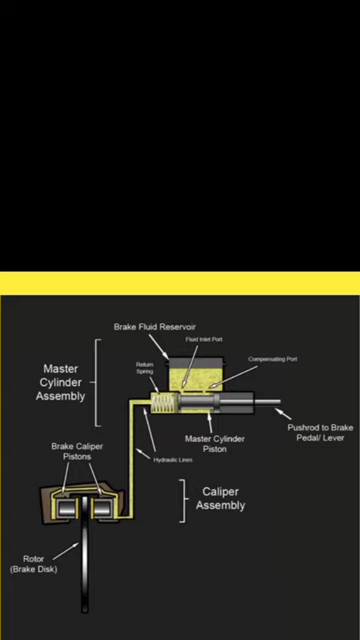 Brake Fluid Reservoir
Fluid Inlet Port
Compensating Port
Return
Spring
Master
Cylinder
Assembly
Pushrod to Brake
Pedal/ Lever
Master Cylinder
Piston
Brake Caliper
Pistons
Hydraulic Lines
Caliper
Assembly
Rotor
(Brake Disk)